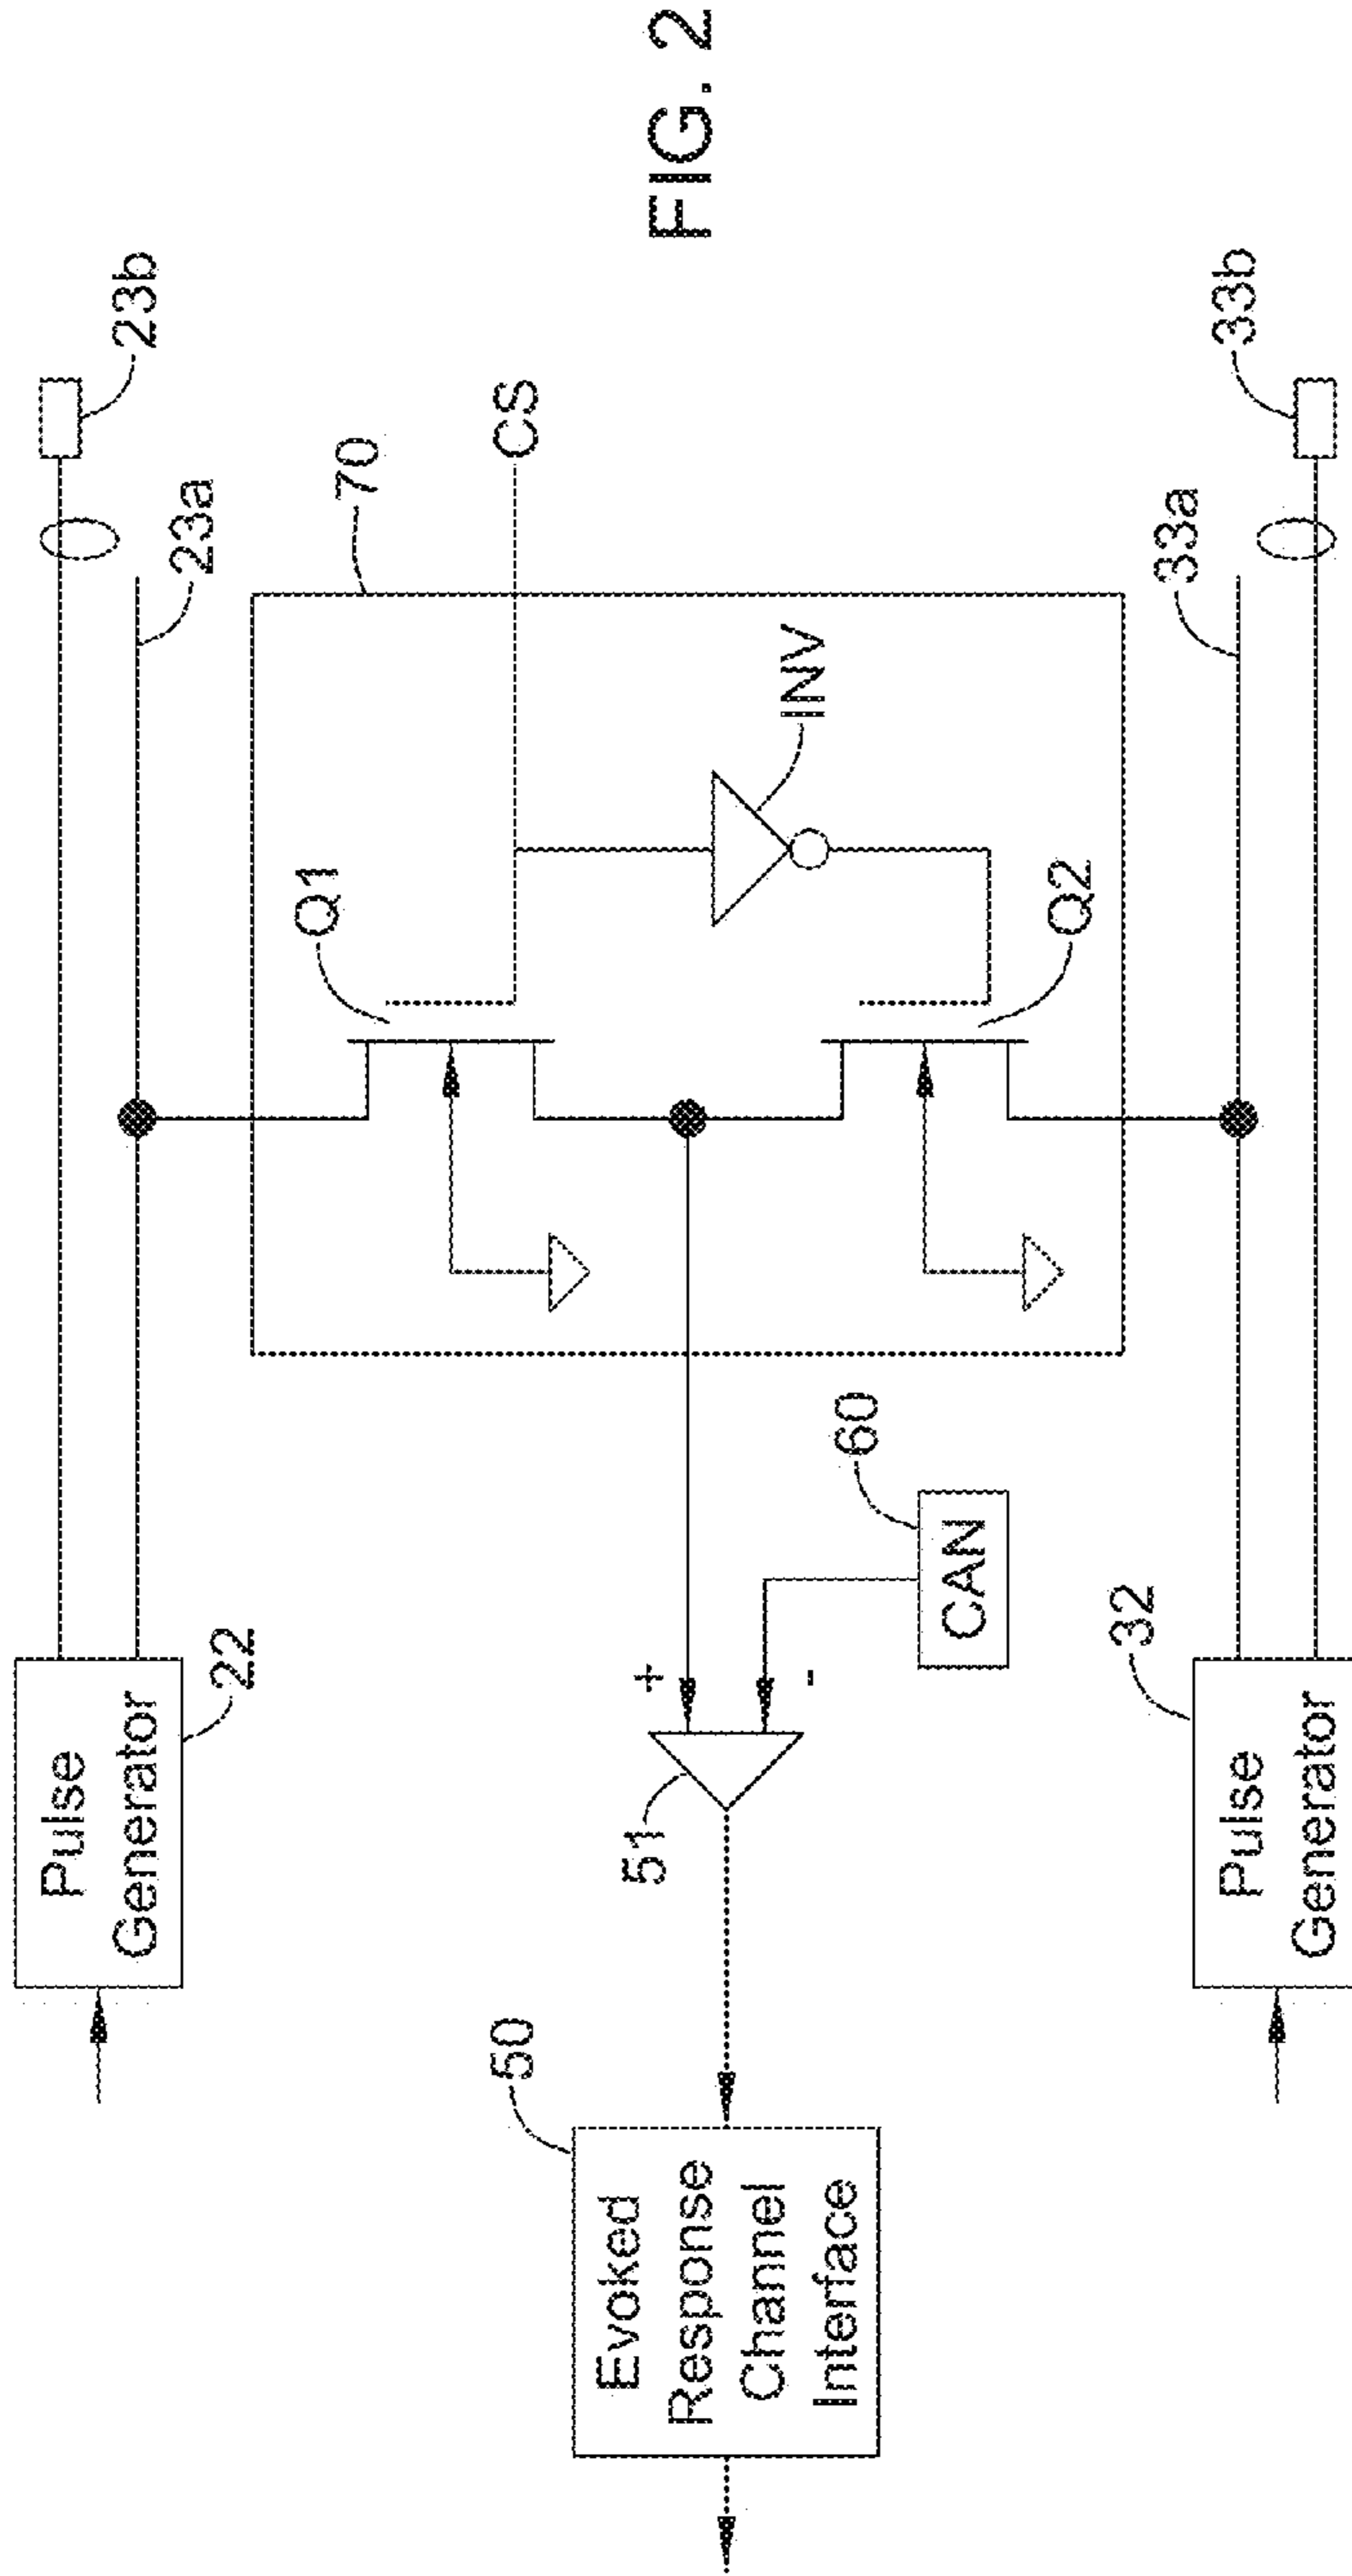 Pulse
Generator
22
23a
23b
70
Q1
CS
INV
Q2
50
Evoked
Response
Channel
Interface
51
+
-
60
CAN
32
Pulse
Generator
33a
33b
FIG. 2